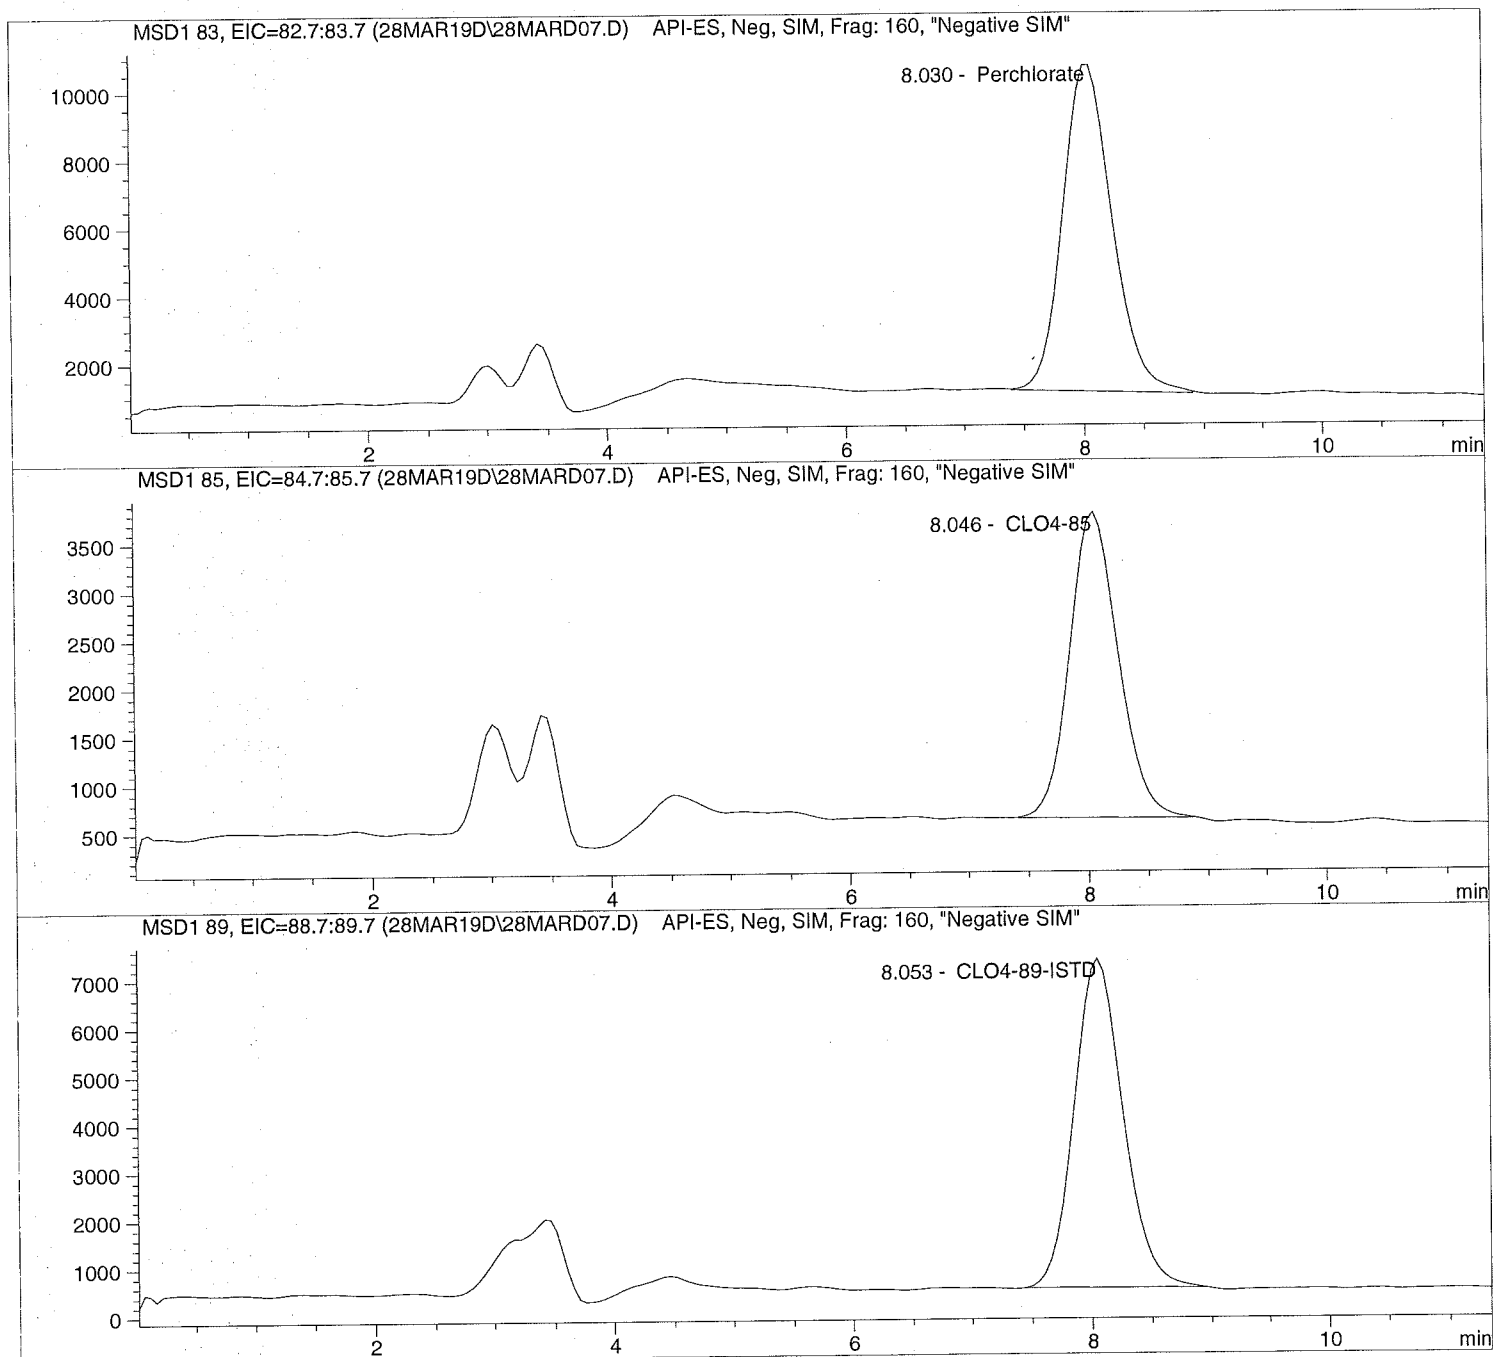 MSD1 83, EIC=82.7:83.7 (28MAR19D\28MARD07.D) API-ES, Neg, SIM, Frag: 160, "Negative SIM"
8.030 - Perchlorate
10000
8000
6000
4000
2000
2 4 6 8 10 min
MSD1 85, EIC=84.7:85.7 (28MAR19D\28MARD07.D) API-ES, Neg, SIM, Frag: 160, "Negative SIM"
8.046 - CLO4-85
3500
3000
2500
2000
1500
1000
500
2 4 6 8 10 min
MSD1 89, EIC=88.7:89.7 (28MAR19D\28MARD07.D) API-ES, Neg, SIM, Frag: 160, "Negative SIM"
8.053 - CLO4-89-ISTD
7000
6000
5000
4000
3000
2000
1000
0
2 4 6 8 10 min